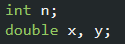 int n;
double x, y;